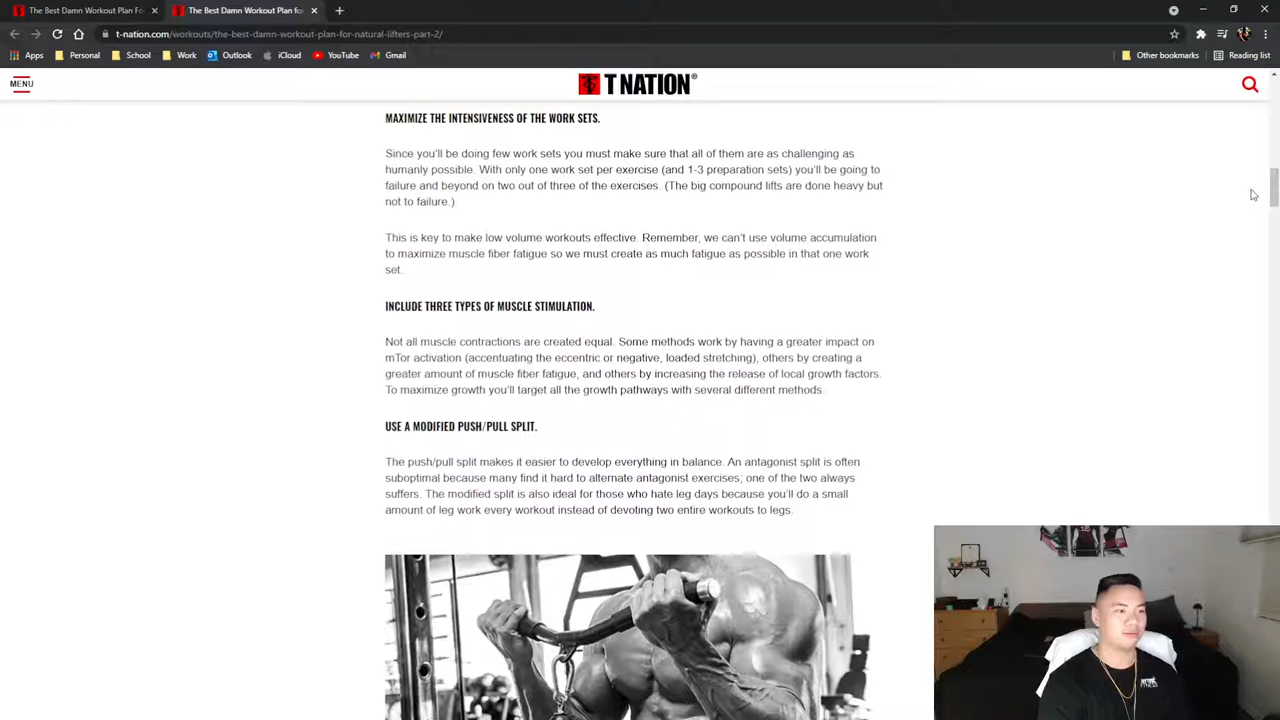 The Best Damn Workout Plan For
The Best Damn Workout Plan for
t-nation.com/workouts/the-best-damn-workout-plan-for-natural-lifters-part-2/
Apps
Personal
School
Work
Outlook
iCloud
YouTube
Gmail
Other bookmarks
Reading list
MENU
T NATION®
MAXIMIZE THE INTENSIVENESS OF THE WORK SETS.
Since you'll be doing few work sets you must make sure that all of them are as challenging as
humanly possible. With only one work set per exercise (and 1-3 preparation sets) you'll be going to
failure and beyond on two out of three of the exercises. (The big compound lifts are done heavy but
not to failure.)
This is key to make low volume workouts effective. Remember, we can't use volume accumulation
to maximize muscle fiber fatigue so we must create as much fatigue as possible in that one work
set.
INCLUDE THREE TYPES OF MUSCLE STIMULATION.
Not all muscle contractions are created equal. Some methods work by having a greater impact on
mTor activation (accentuating the eccentric or negative, loaded stretching), others by creating a
greater amount of muscle fiber fatigue, and others by increasing the release of local growth factors.
To maximize growth you'll target all the growth pathways with several different methods.
USE A MODIFIED PUSH/PULL SPLIT.
The push/pull split makes it easier to develop everything in balance. An antagonist split is often
suboptimal because many find it hard to alternate antagonist exercises; one of the two always
suffers. The modified split is also ideal for those who hate leg days because you'll do a small
amount of leg work every workout instead of devoting two entire workouts to legs.
FITNESS